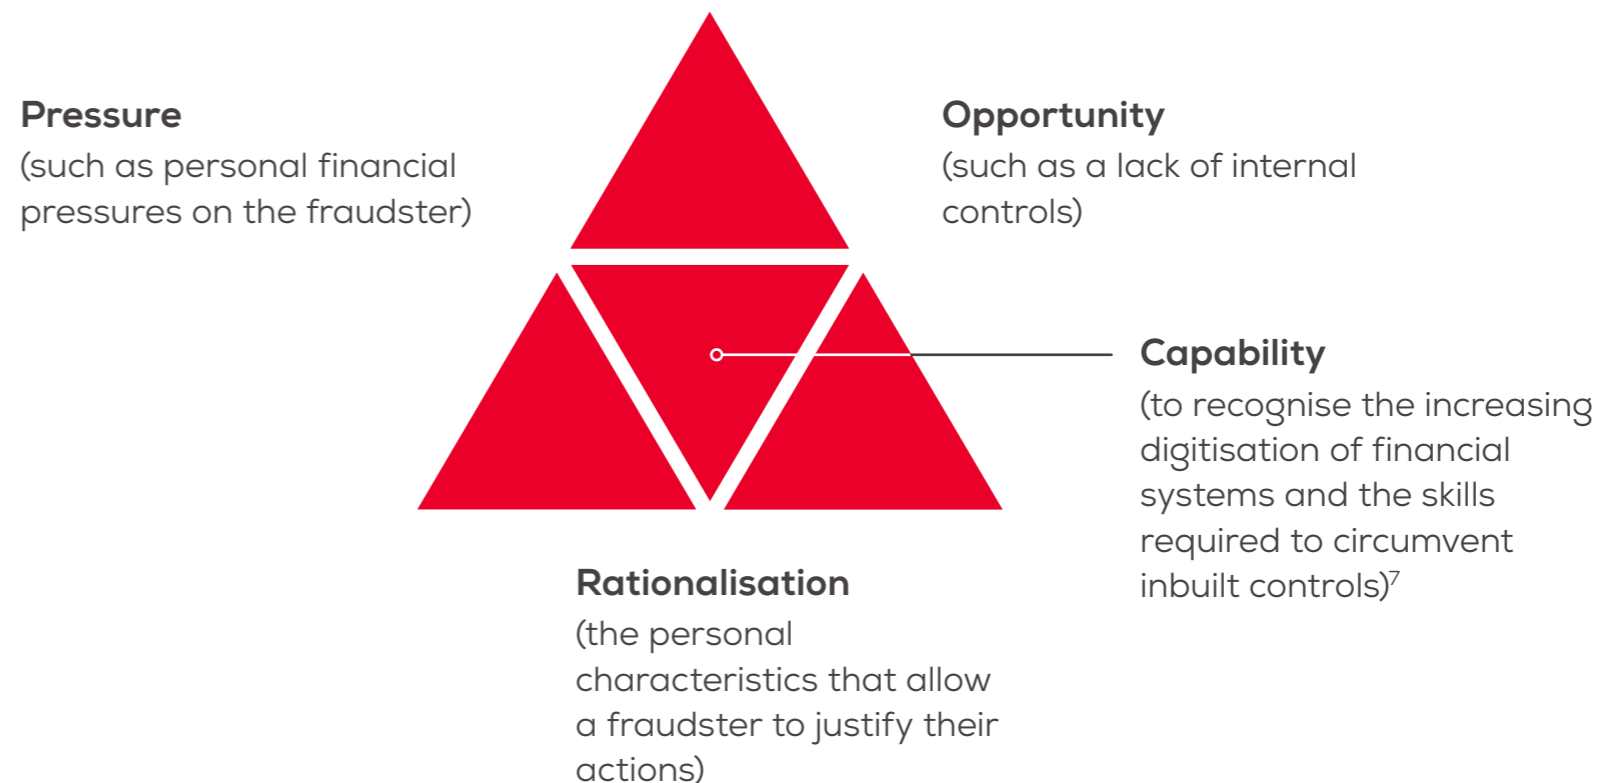 Pressure
(such as personal financial
pressures on the fraudster)
Opportunity
(such as a lack of internal
controls)
Capability
(to recognise the increasing
digitisation of financial
systems and the skills
required to circumvent
inbuilt controls)⁷
Rationalisation
(the personal
characteristics that allow
a fraudster to justify their
actions)